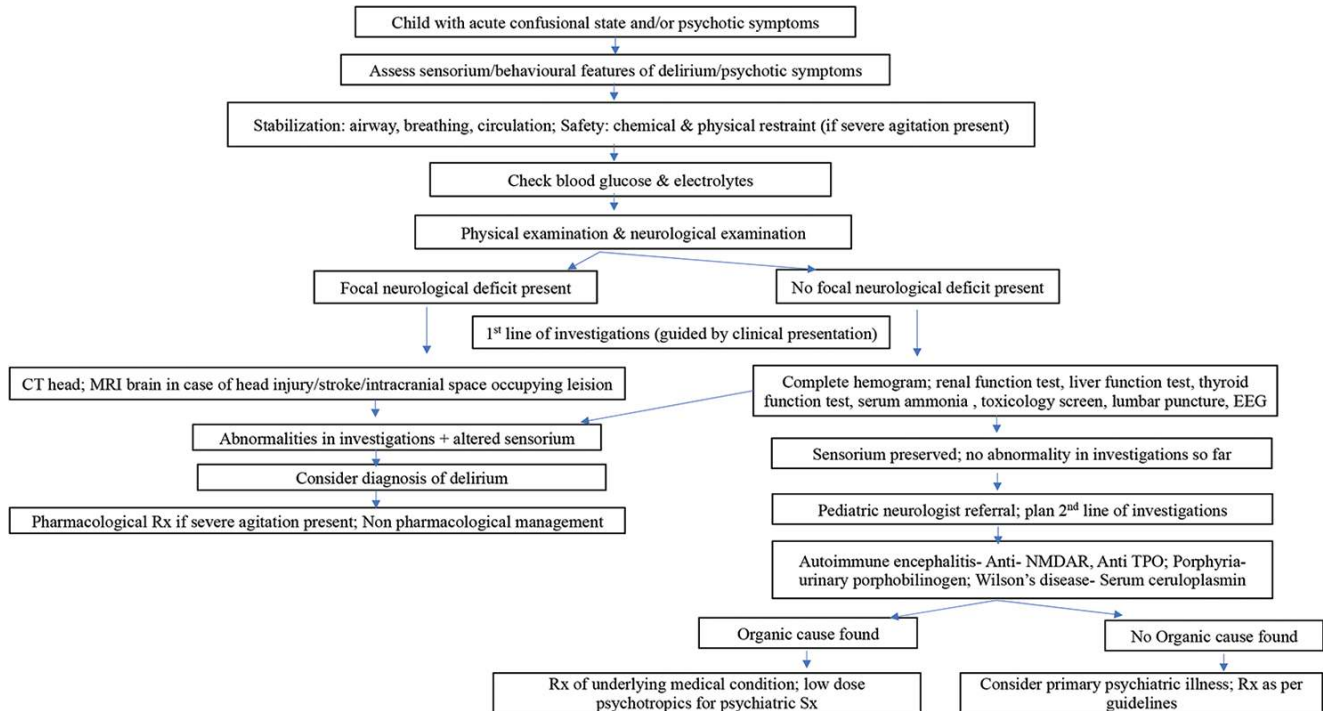 Child with acute confusional state and/or psychotic symptoms
Assess sensorium/behavioural features of delirium/psychotic symptoms
Stabilization: airway, breathing, circulation; Safety: chemical & physical restraint (if severe agitation present)
Check blood glucose & electrolytes
Physical examination & neurological examination
Focal neurological deficit present
No focal neurological deficit present
1st line of investigations (guided by clinical presentation)
CT head; MRI brain in case of head injury/stroke/intracranial space occupying leision
Complete hemogram; renal function test, liver function test, thyroid
function test, serum ammonia , toxicology screen, lumbar puncture, EEG
Abnormalities in investigations + altered sensorium
Sensorium preserved; no abnormality in investigations so far
Consider diagnosis of delirium
Pharmacological Rx if severe agitation present; Non pharmacological management
Pediatric neurologist referral; plan 2nd line of investigations
Autoimmune encephalitis- Anti- NMDAR, Anti TPO; Porphyria-
urinary porphobilinogen; Wilson's disease- Serum ceruloplasmin
Organic cause found
No Organic cause found
Rx of underlying medical condition; low dose
psychotropics for psychiatric Sx
Consider primary psychiatric illness; Rx as per
guidelines